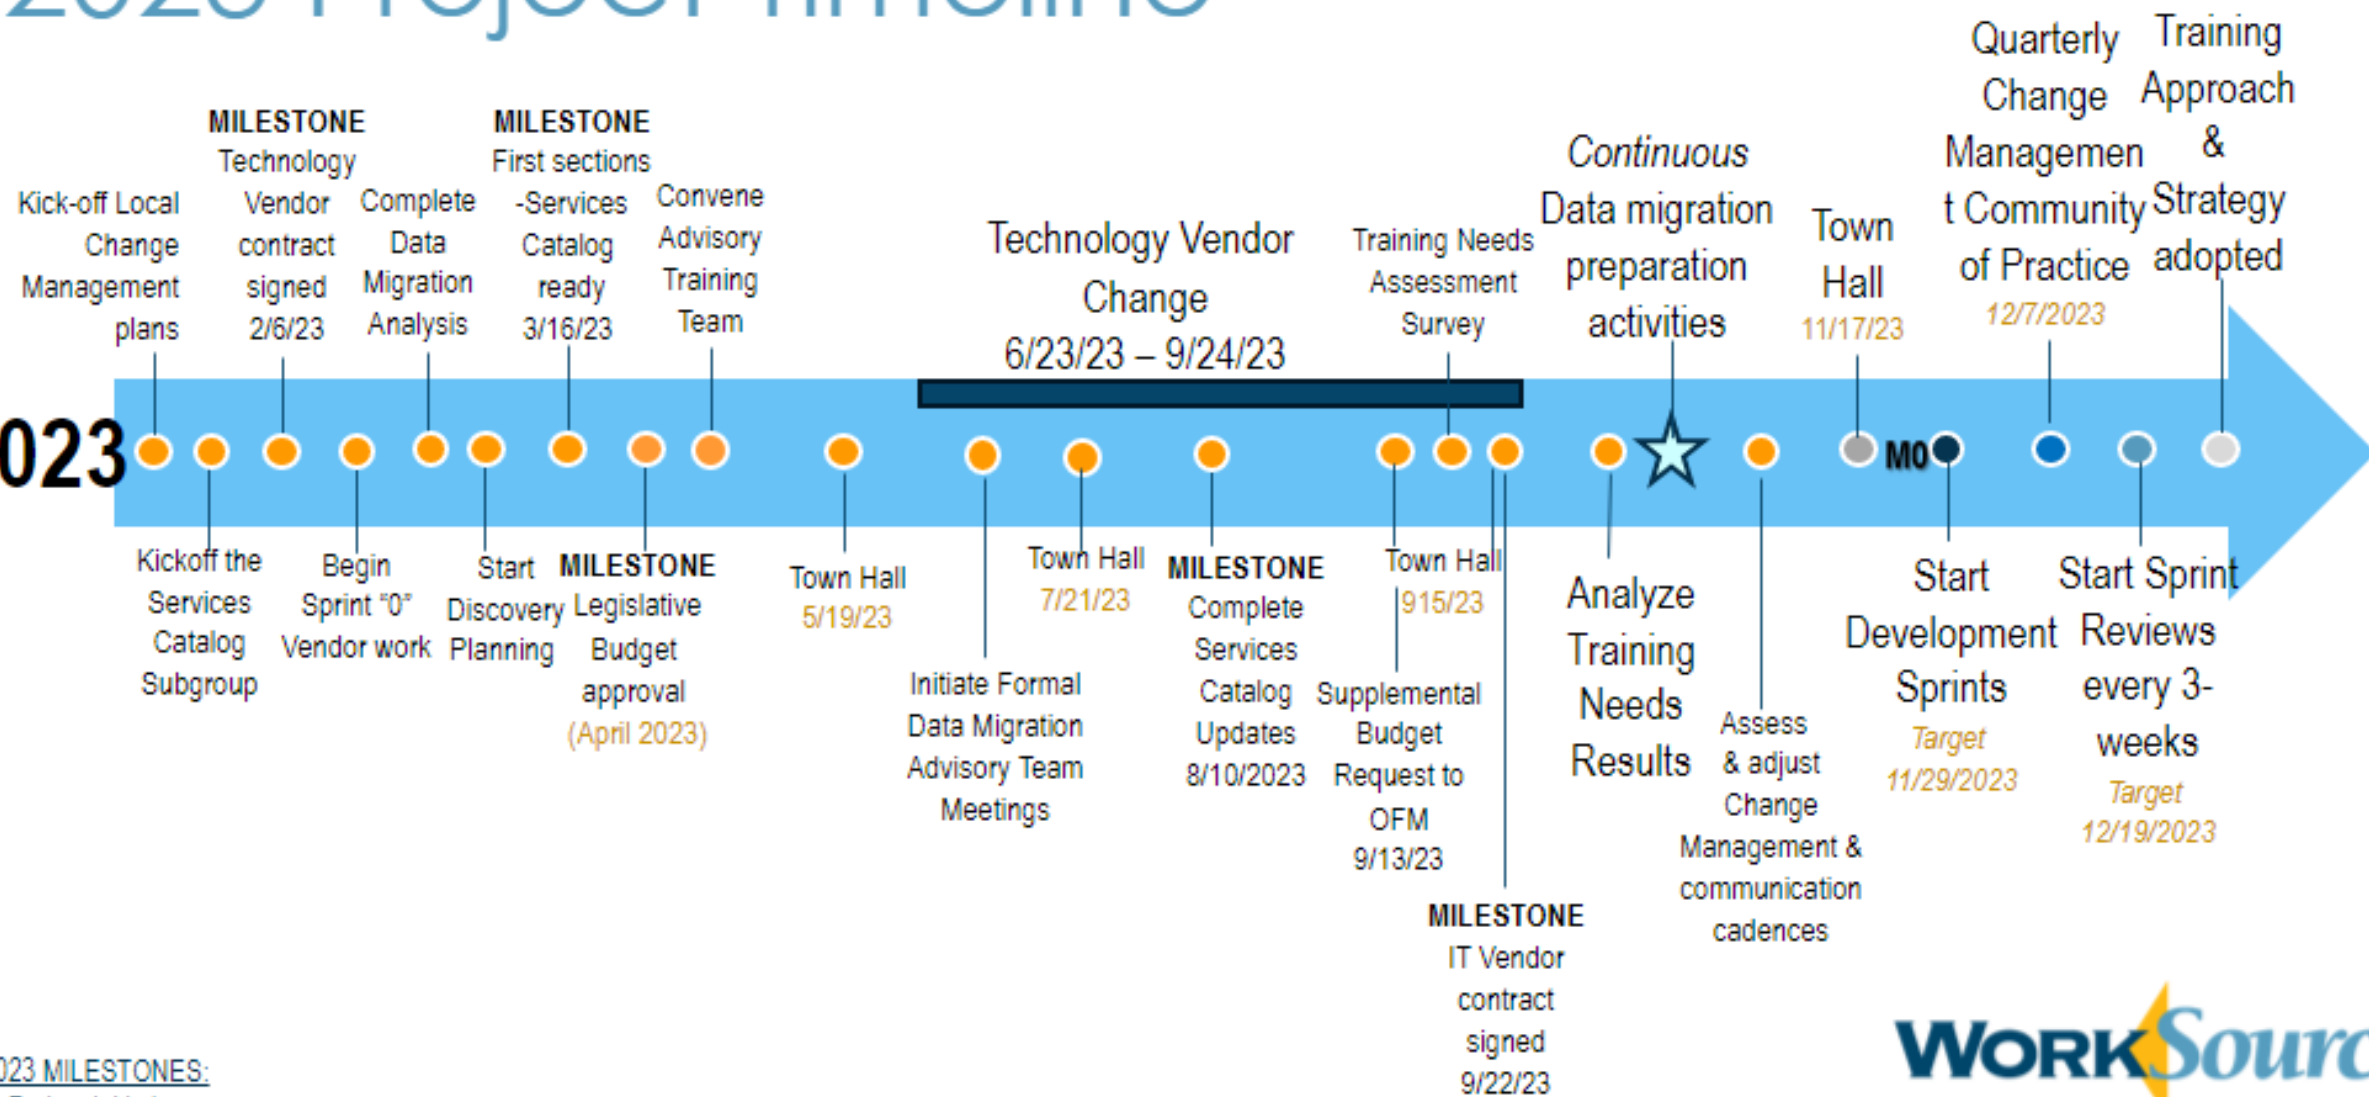 2023 Project Timeline
Kick-off Local
Change
Management
plans
MILESTONE
Technology
Vendor
contract
signed
2/6/23
Complete
Data
Migration
Analysis
MILESTONE
First sections
-Services
Catalog
ready
3/16/23
Convene
Advisory
Training
Team
Technology Vendor
Change
6/23/23 – 9/24/23
Training Needs
Assessment
Survey
Continuous
Data migration
preparation
activities
Town
Hall
11/17/23
Quarterly
Change
Managemen
t Community
of Practice
12/7/2023
Training
Approach
&
Strategy
adopted
023
M0
Kickoff the
Services
Catalog
Subgroup
Begin
Sprint “0”
Vendor work
Start
Discovery
Planning
MILESTONE
Legislative
Budget
approval
(April 2023)
Town Hall
5/19/23
Initiate Formal
Data Migration
Advisory Team
Meetings
Town Hall
7/21/23
MILESTONE
Complete
Services
Catalog
Updates
8/10/2023
Town Hall
915/23
Supplemental
Budget
Request to
OFM
9/13/23
MILESTONE
IT Vendor
contract
signed
9/22/23
Analyze
Training
Needs
Results
Assess
& adjust
Change
Management &
communication
cadences
Start
Development
Sprints
Target
11/29/2023
Start Sprint
Reviews
every 3-
weeks
Target
12/19/2023
023 MILESTONES:
WORKSourc